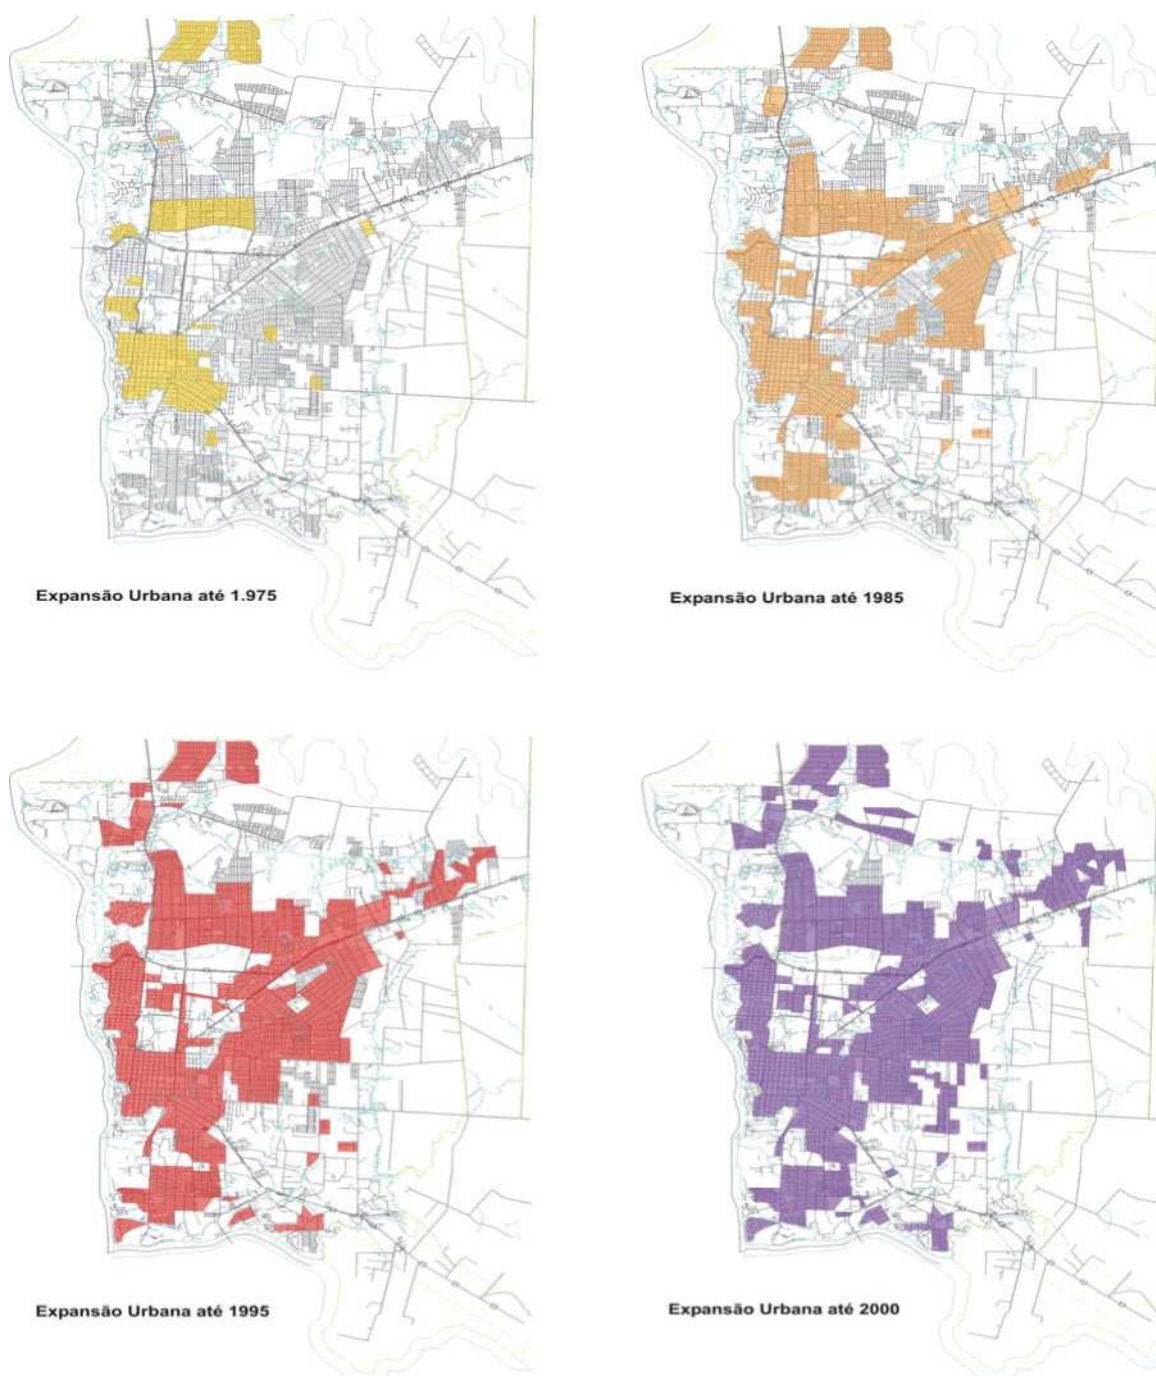 Expansão Urbana até 1.975
Expansão Urbana até 1985
Expansão Urbana até 1995
Expansão Urbana até 2000